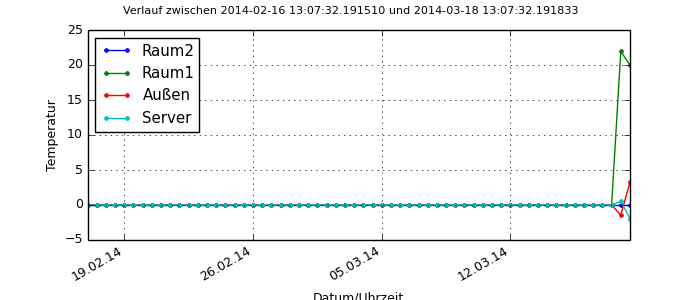 Verlauf zwischen 2014-02-16 13:07:32.191510 und 2014-03-18 13:07:32.191833
Temperatur
25
20
15
10
5
0
−5
Raum2
Raum1
Außen
Server
19.02.14
26.02.14
05.03.14
12.03.14
Datum/Uhrzeit